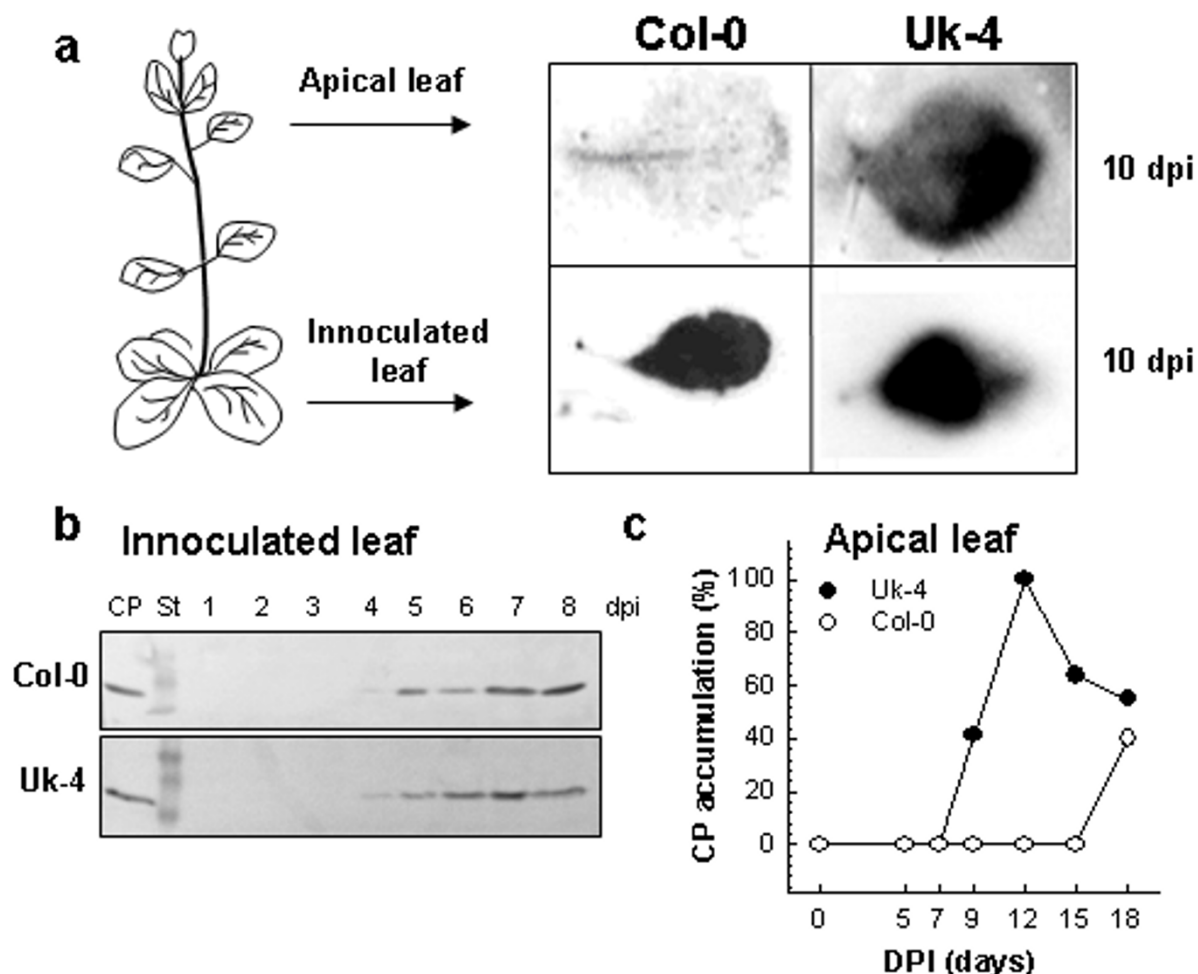 a
Col-0 Uk-4
Apical leaf
10 dpi
Innoculated
leaf
10 dpi
b
Innoculated leaf
CP St 1 2 3 4 5 6 7 8 dpi
Col-0
Uk-4
c
Apical leaf
Uk-4
Col-0
CP accumulation (%)
100
80
60
40
20
0
0 5 7 9 12 15 18
DPI (days)